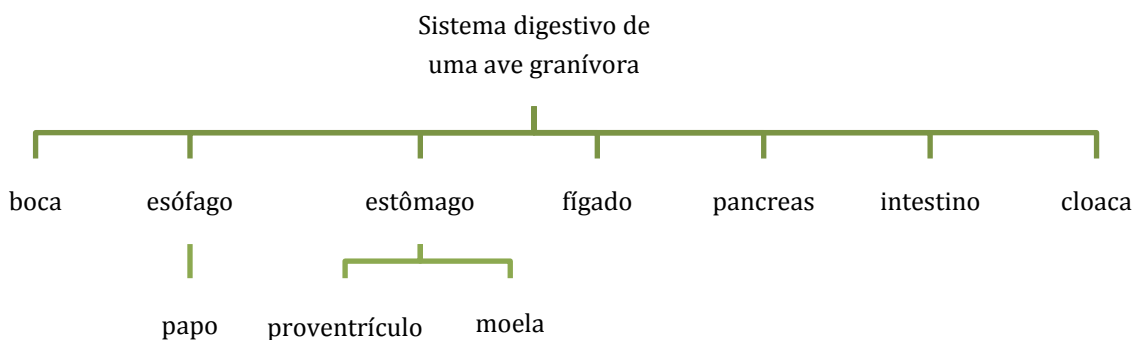 Sistema digestivo de
uma ave granívora
boca esófago estômago fígado pancreas intestino cloaca
papo proventrículo moela